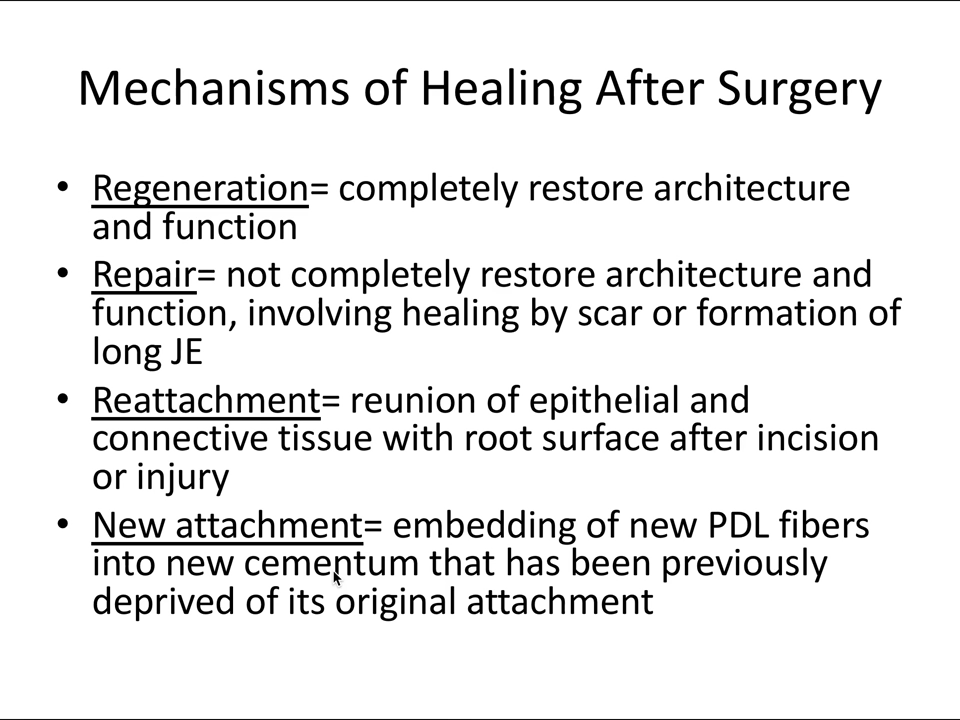 Mechanisms of Healing After Surgery
• Regeneration= completely restore architecture
and function
• Repair= not completely restore architecture and
function, involving healing by scar or formation of
long JE
• Reattachment= reunion of epithelial and
connective tissue with root surface after incision
or injury
• New attachment= embedding of new PDL fibers
into new cementum that has been previously
deprived of its original attachment